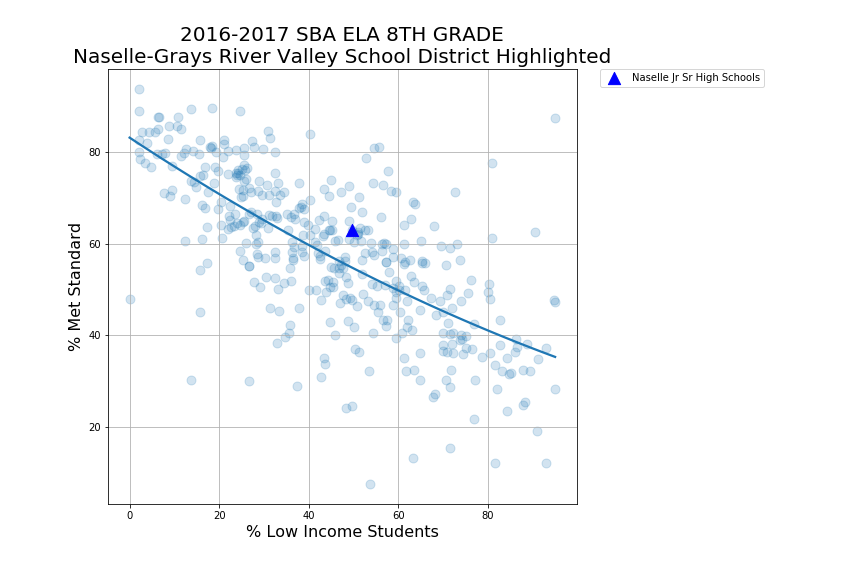 2016-2017 SBA ELA 8TH GRADE
Naselle-Grays River Valley School District Highlighted
Naselle Jr Sr High Schools
% Met Standard
80
60
40
20
0 20 40 60 80
% Low Income Students